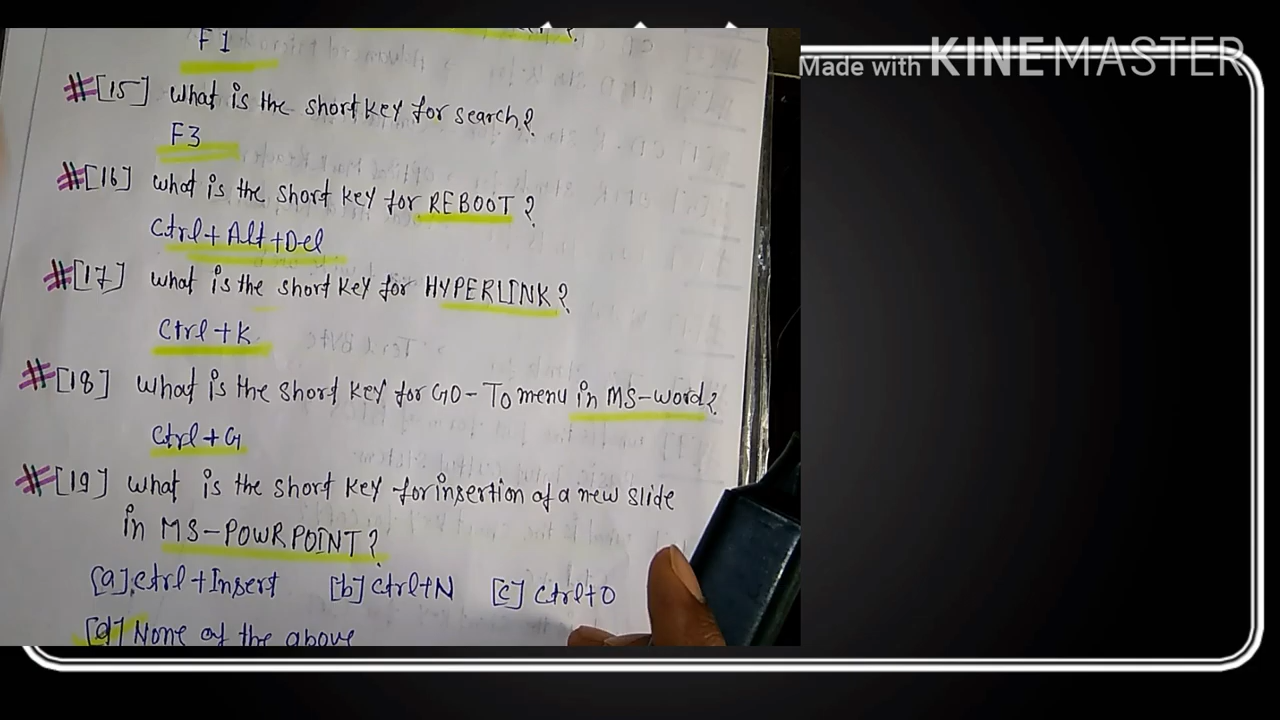 F1
Made with KINEMASTER
#[15] What is the short key for search?
F3
#[16] what is the short key for REBOOT?
Ctrl+Alt+Del
#[17] what is the short key for HYPERLINK?
Ctrl+K
#[18] what is the short key for GO-To menu in MS-word?
Ctrl+G
#[19] what is the short key for insertion of a new slide
in MS-POWRPOINT?
[a] Ctrl+Insert [b] Ctrl+N [c] Ctrl+O
[d] None of the above